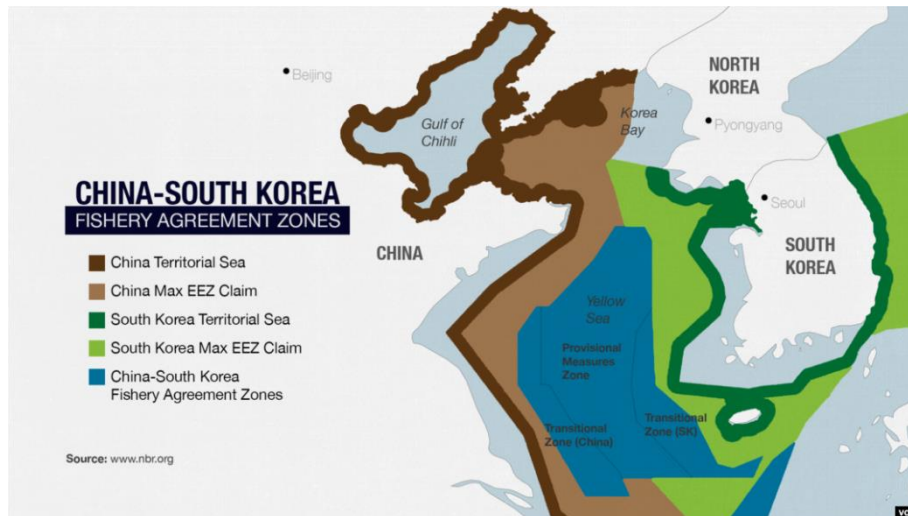 CHINA-SOUTH KOREA
FISHERY AGREEMENT ZONES
China Territorial Sea
China Max EEZ Claim
South Korea Territorial Sea
South Korea Max EEZ Claim
China-South Korea
Fishery Agreement Zones
Source: www.nbr.org
Beijing
Gulf of
Chihli
CHINA
Korea
Bay
NORTH
KOREA
Pyongyang
Seoul
SOUTH
KOREA
Yellow
Sea
Provisional
Measures
Zone
Transitional
Zone (China)
Transitional
Zone (SK)